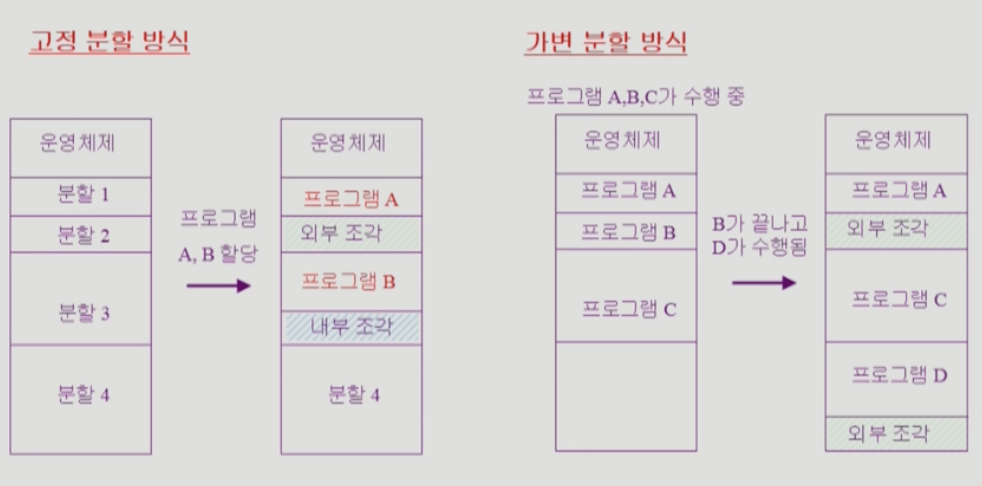 고정 분할 방식
운영체제
분할 1
분할 2
분할 3
분할 4
프로그램
A, B 할당
운영체제
프로그램 A
외부 조각
프로그램 B
내부 조각
분할 4
가변 분할 방식
프로그램 A,B,C가 수행 중
운영체제
프로그램 A
프로그램 B
프로그램 C
B가 끝나고
D가 수행됨
운영체제
프로그램 A
외부 조각
프로그램 C
프로그램 D
외부 조각